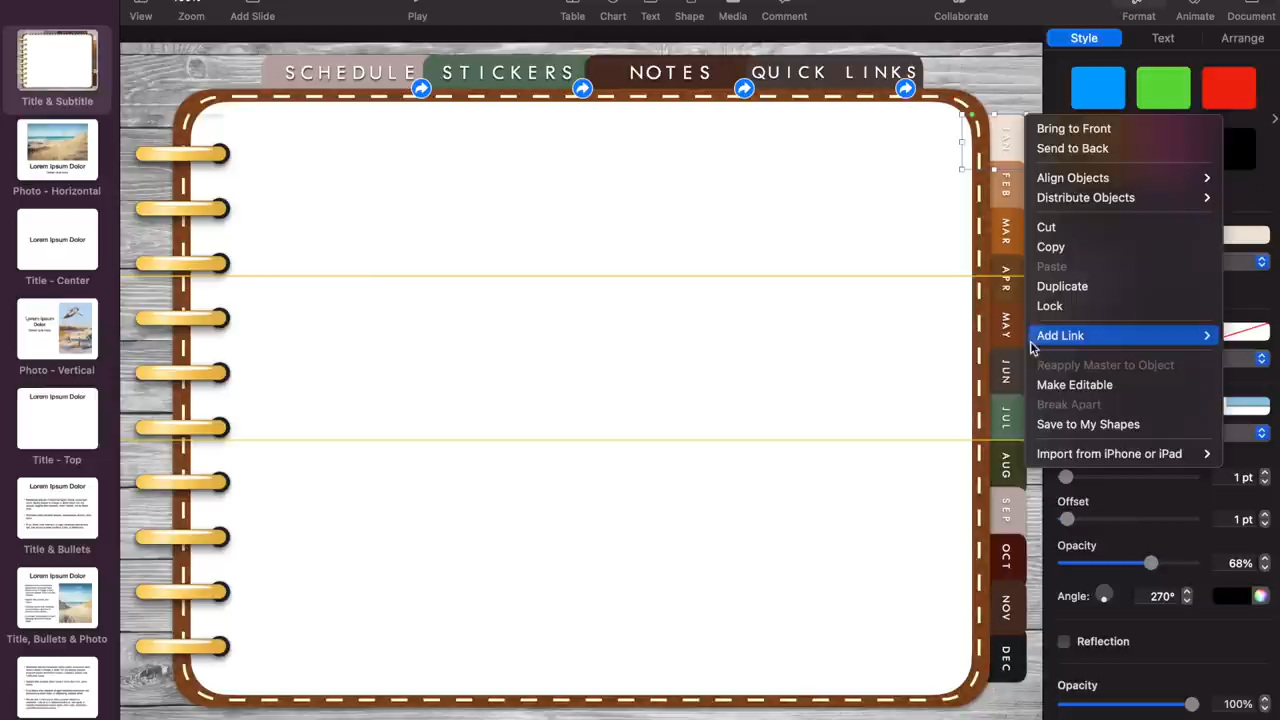 View
Zoom
Add Slide
Play
Table
Chart
Text
Shape
Media
Comment
Collaborate
Format
Animate
Document
Style
Text
Arrange
Title & Subtitle
Lorem Ipsum Dolor
Photo - Horizontal
Lorem Ipsum Dolor
Title - Center
Lorem Ipsum
Dolor
Photo - Vertical
Lorem Ipsum Dolor
Title - Top
Lorem Ipsum Dolor
Title & Bullets
Lorem Ipsum Dolor
Title, Bullets & Photo
SCHEDULE
STICKERS
NOTES
QUICK LINKS
JAN
FEB
MAR
APR
MAY
JUN
JUL
AUG
SEP
OCT
NOV
DEC
Bring to Front
Send to Back
Align Objects
Distribute Objects
Cut
Copy
Paste
Duplicate
Lock
Add Link
Reapply Master to Object
Make Editable
Break Apart
Save to My Shapes
Import from iPhone or iPad
1 pt
Offset:
1 pt
Opacity
68%
Angle:
270°
Reflection
100%